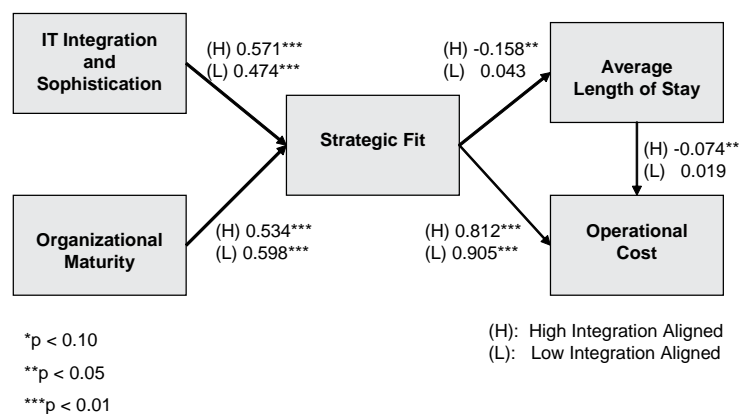 IT Integration
and
Sophistication
(H) 0.571***
(L) 0.474***
(H) -0.158**
(L) 0.043
Average
Length of Stay
Strategic Fit
(H) -0.074**
(L) 0.019
Organizational
Maturity
(H) 0.534***
(L) 0.598***
(H) 0.812***
(L) 0.905***
Operational
Cost
*p < 0.10
**p < 0.05
***p < 0.01
(H): High Integration Aligned
(L): Low Integration Aligned